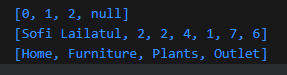 [0, 1, 2, null]
[Sofi Lailatul, 2, 2, 4, 1, 7, 6]
[Home, Furniture, Plants, Outlet]